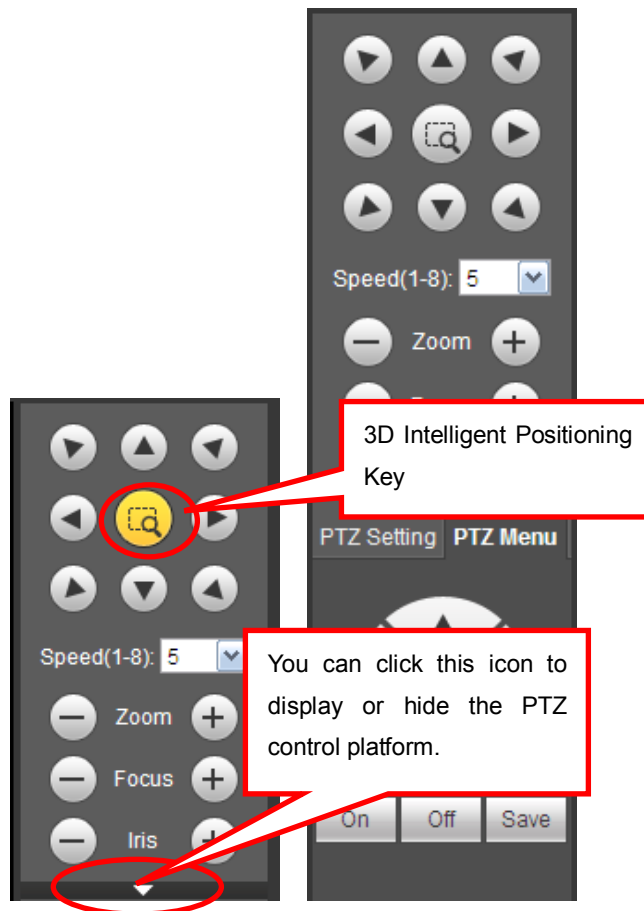 Speed(1-8): 5
Zoom
3D Intelligent Positioning
Key
PTZ Setting PTZ Menu
Speed(1-8): 5
Zoom
Focus
Iris
You can click this icon to
display or hide the PTZ
control platform.
On Off Save